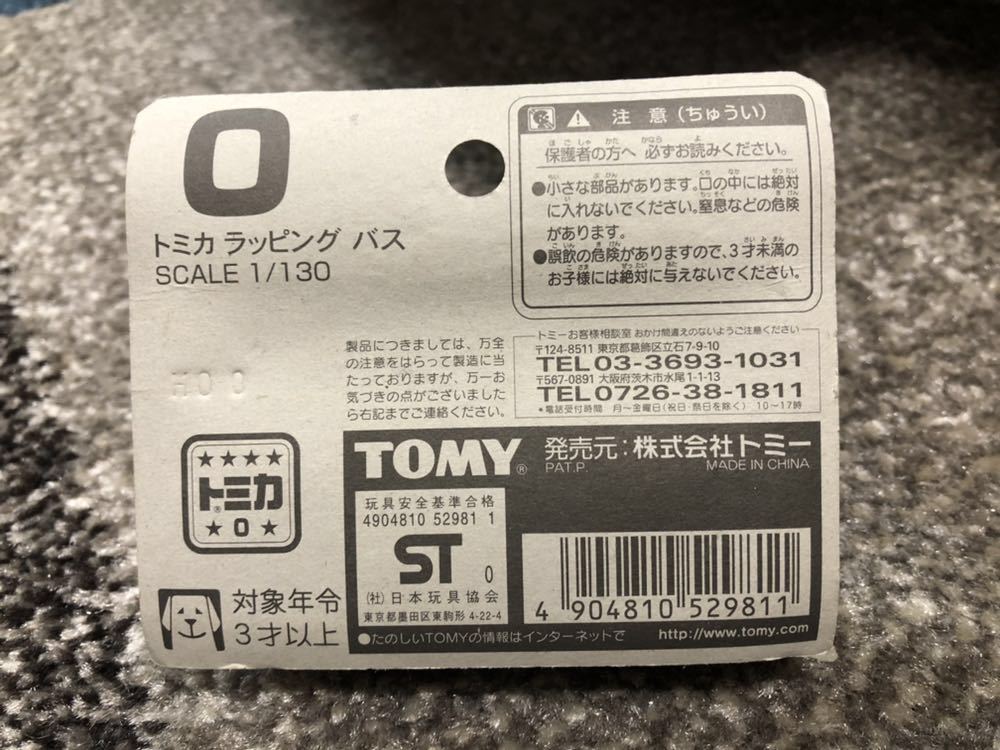 0
トミカ ラッピング バス
SCALE 1/130
注 意 (ちゅうい)
保護者の方へ 必ずお読みください。
●小さな部品があります。口の中には絶対
に入れないでください。窒息などの危険
があります。
●誤飲の危険がありますので、3才未満の
お子様には絶対に与えないでください。
製品につきましては、万全
の注意をはらって製造に当
たっておりますが、万一お
気づきの点がございました
ら右記までご連絡ください。
トミーお客様相談室 おかけ間違えのないようご注意ください
〒124-8511 東京都葛飾区立石7-9-10
TEL03-3693-1031
〒567-0891 大阪府茨木市水尾1-1-13
TEL0726-38-1811
*電話受付時間 月〜金曜日(祝日・祭日を除く) 10〜17時
★★★★
トミカ®
★0★
対象年令
3才以上
TOMY®
発売元:株式会社トミー
PAT.P. MADE IN CHINA
玩具安全基準合格
4904810 52981 1
ST 0
(社)日本玩具協会
東京都墨田区東駒形 4-22-4
4 904810 529811
●たのしいTOMYの情報はインターネットで http://www.tomy.com